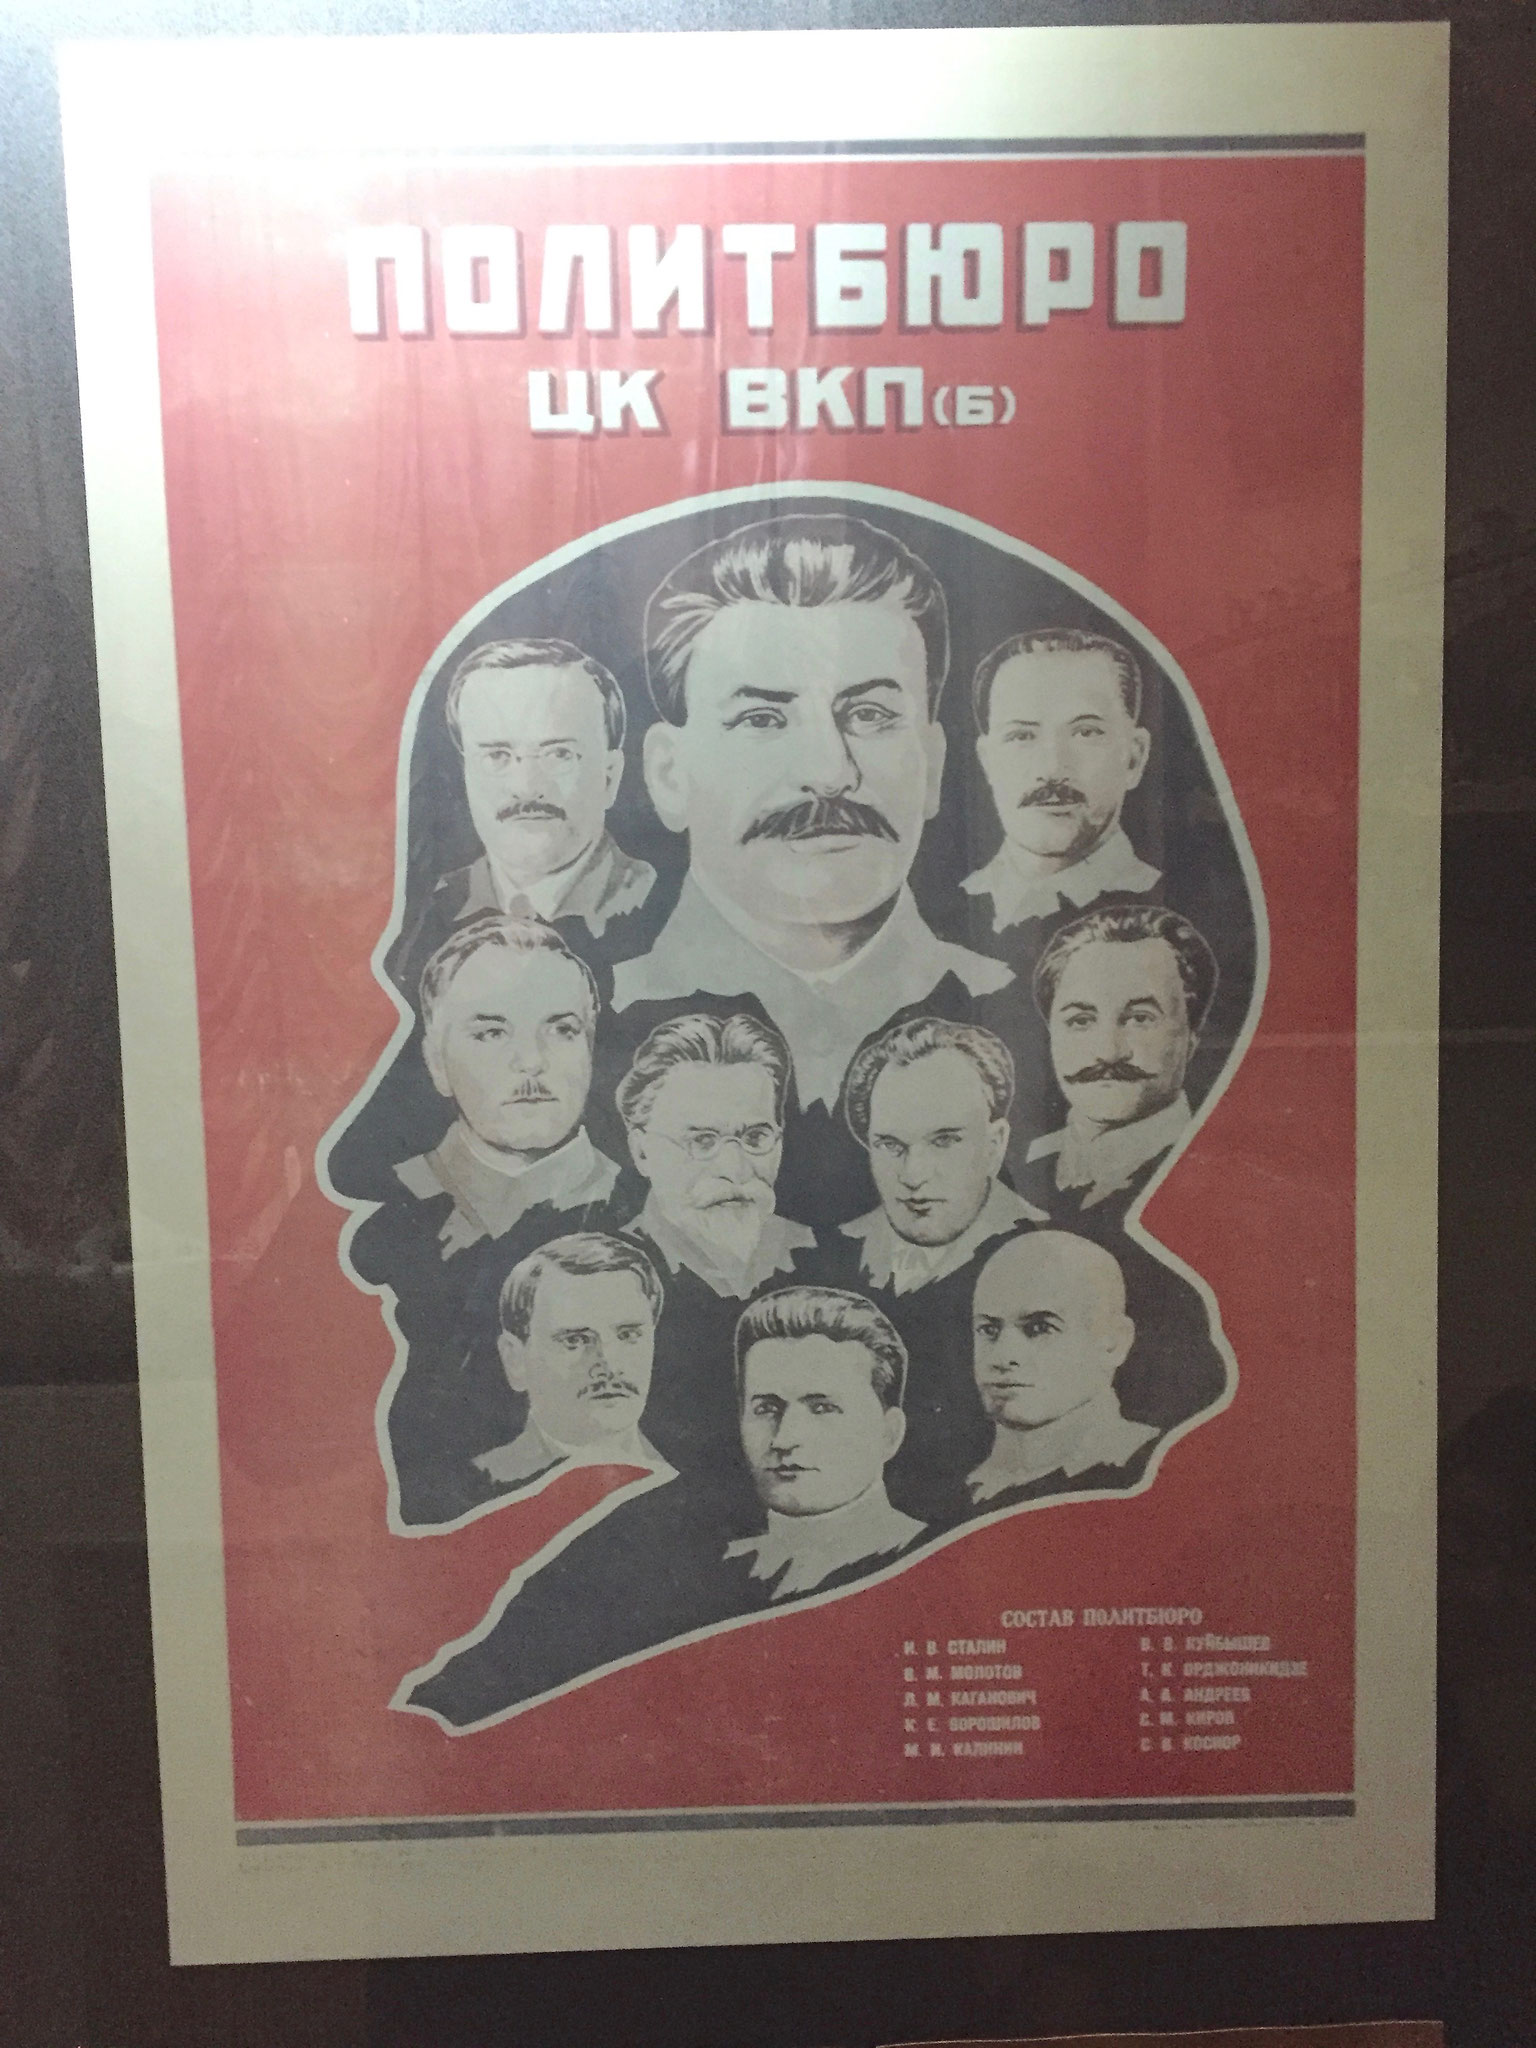 ПОЛИТБЮРО
ЦК ВКП(б)
СОСТАВ ПОЛИТБЮРО
И. В. СТАЛИН
В. М. МОЛОТОВ
Л. М. КАГАНОВИЧ
К. Е. ВОРОШИЛОВ
М. И. КАЛИНИН
В. В. КУЙБЫШЕВ
Г. К. ОРДЖОНИКИДЗЕ
А. А. АНДРЕЕВ
С. М. КИРОВ
С. В. КОСИОР